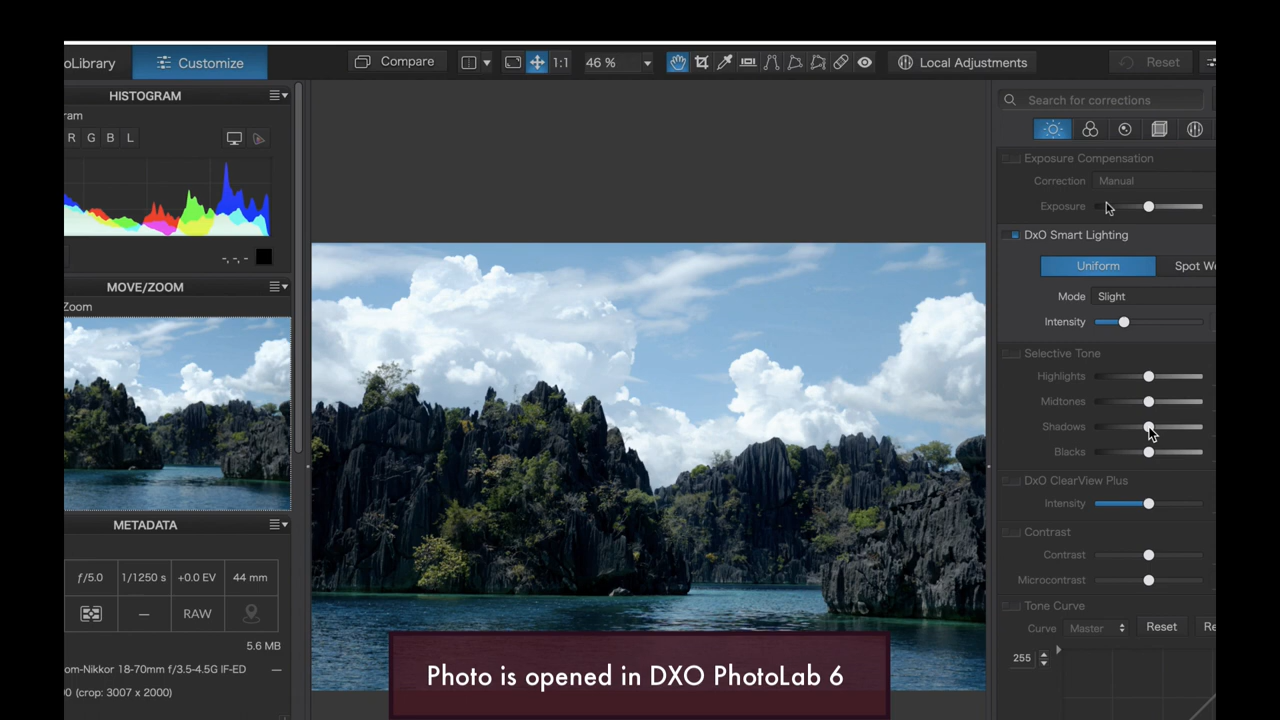 oLibrary
Customize
Compare
1:1
46 %
Local Adjustments
Reset
HISTOGRAM
ram
R G B L
-, -, -
MOVE/ZOOM
Zoom
METADATA
ƒ/5.0
1/1250 s
+0.0 EV
44 mm
—
RAW
5.6 MB
om-Nikkor 18-70mm f/3.5-4.5G IF-ED
—
0 (crop: 3007 x 2000)
Search for corrections
Exposure Compensation
Correction Manual
Exposure
DxO Smart Lighting
Uniform Spot We
Mode Slight
Intensity
Selective Tone
Highlights
Midtones
Shadows
Blacks
DxO ClearView Plus
Intensity
Contrast
Contrast
Microcontrast
Tone Curve
Curve Master Reset Re
255
Photo is opened in DXO PhotoLab 6